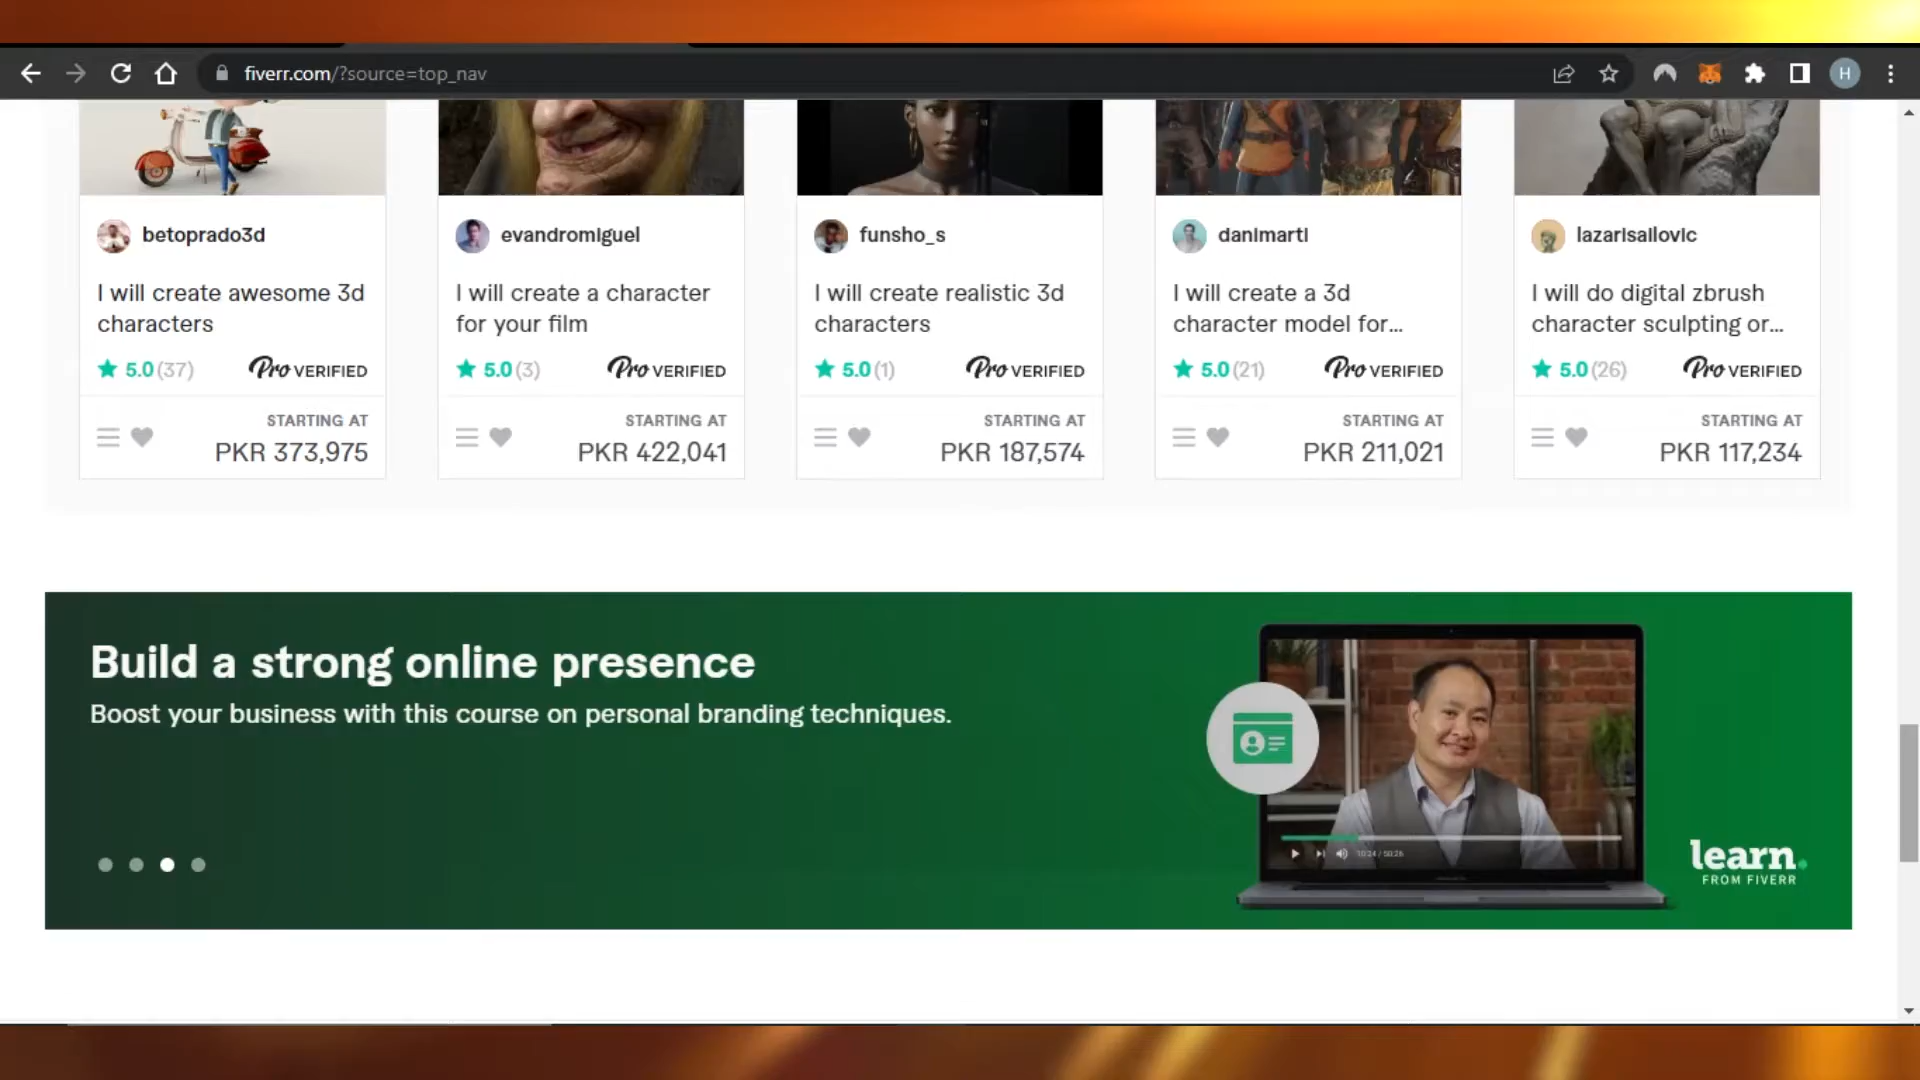 fiverr.com/?source=top_nav
H
betoprado3d
evandromiguel
funsho_s
danimarti
lazarisailovic
I will create awesome 3d
characters
I will create a character
for your film
I will create realistic 3d
characters
I will create a 3d
character model for...
I will do digital zbrush
character sculpting or...
5.0 (37) Pro VERIFIED
5.0 (3) Pro VERIFIED
5.0 (1) Pro VERIFIED
5.0 (21) Pro VERIFIED
5.0 (26) Pro VERIFIED
STARTING AT
PKR 373,975
STARTING AT
PKR 422,041
STARTING AT
PKR 187,574
STARTING AT
PKR 211,021
STARTING AT
PKR 117,234
Build a strong online presence
Boost your business with this course on personal branding techniques.
10:24 / 50:26
learn.
FROM FIVERR